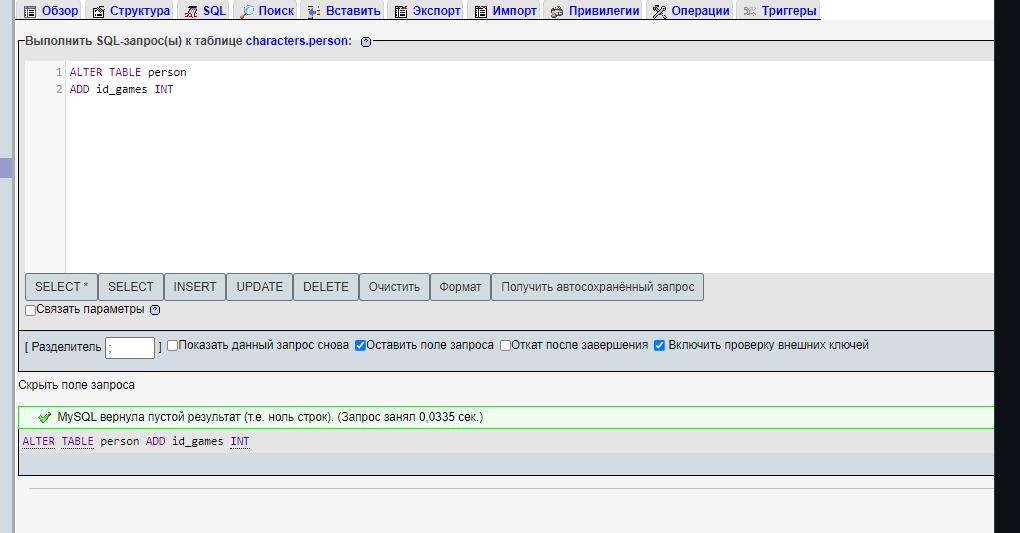 Обзор Структура SQL Поиск Вставить Экспорт Импорт Привилегии Операции Триггеры
Выполнить SQL-запрос(ы) к таблице characters.person:
1 ALTER TABLE person
2 ADD id_games INT
SELECT * SELECT INSERT UPDATE DELETE Очистить Формат Получить автосохранённый запрос
Связать параметры
[ Разделитель ; ] Показать данный запрос снова Оставить поле запроса Откат после завершения Включить проверку внешних ключей
Скрыть поле запроса
MySQL вернула пустой результат (т.е. ноль строк). (Запрос занял 0,0335 сек.)
ALTER TABLE person ADD id_games INT